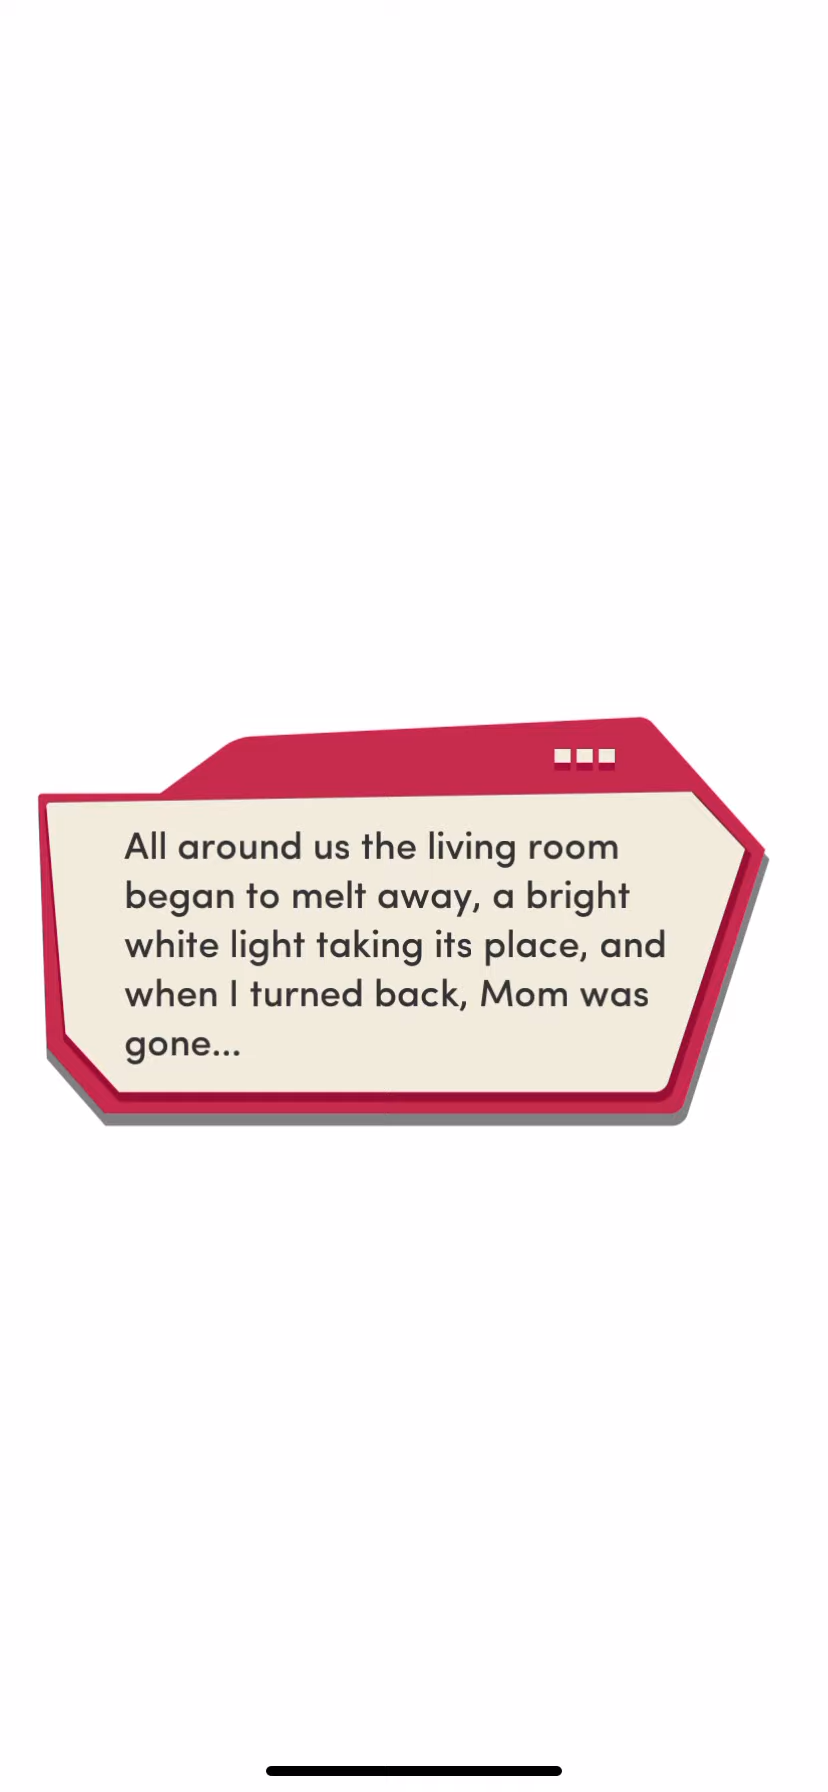 All around us the living room
began to melt away, a bright
white light taking its place, and
when I turned back, Mom was
gone...